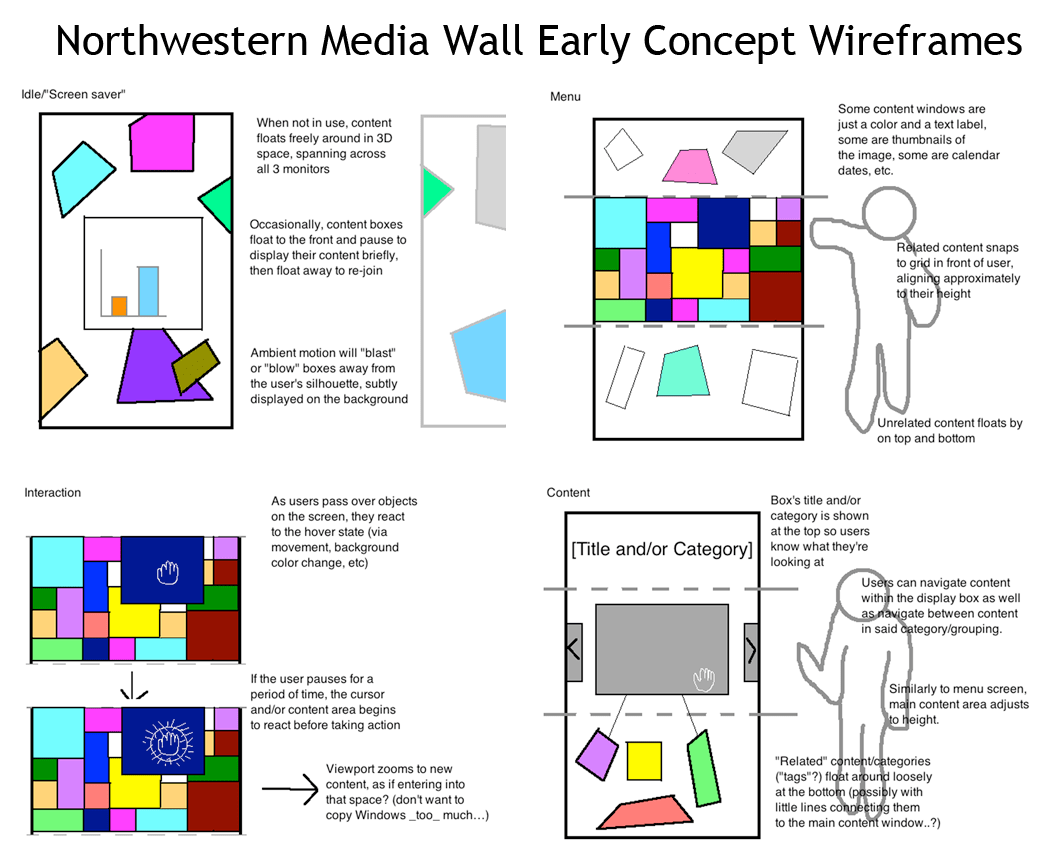 Northwestern Media Wall Early Concept Wireframes
Idle/"Screen saver"
When not in use, content
floats freely around in 3D
space, spanning across
all 3 monitors
Occasionally, content boxes
float to the front and pause to
display their content briefly,
then float away to re-join
Ambient motion will "blast"
or "blow" boxes away from
the user's silhouette, subtly
displayed on the background
Menu
Some content windows are
just a color and a text label,
some are thumbnails of
the image, some are calendar
dates, etc.
Related content snaps
to grid in front of user,
aligning approximately
to their height
Unrelated content floats by
on top and bottom
Interaction
As users pass over objects
on the screen, they react
to the hover state (via
movement, background
color change, etc)
If the user pauses for a
period of time, the cursor
and/or content area begins
to react before taking action
Viewport zooms to new
content, as if entering into
that space? (don't want to
copy Windows _too_ much...)
Content
[Title and/or Category]
Box's title and/or
category is shown
at the top so users
know what they're
looking at
Users can navigate content
within the display box as well
as navigate between content
in said category/grouping.
Similarly to menu screen,
main content area adjusts
to height.
"Related" content/categories
("tags"?) float around loosely
at the bottom (possibly with
little lines connecting them
to the main content window..?)